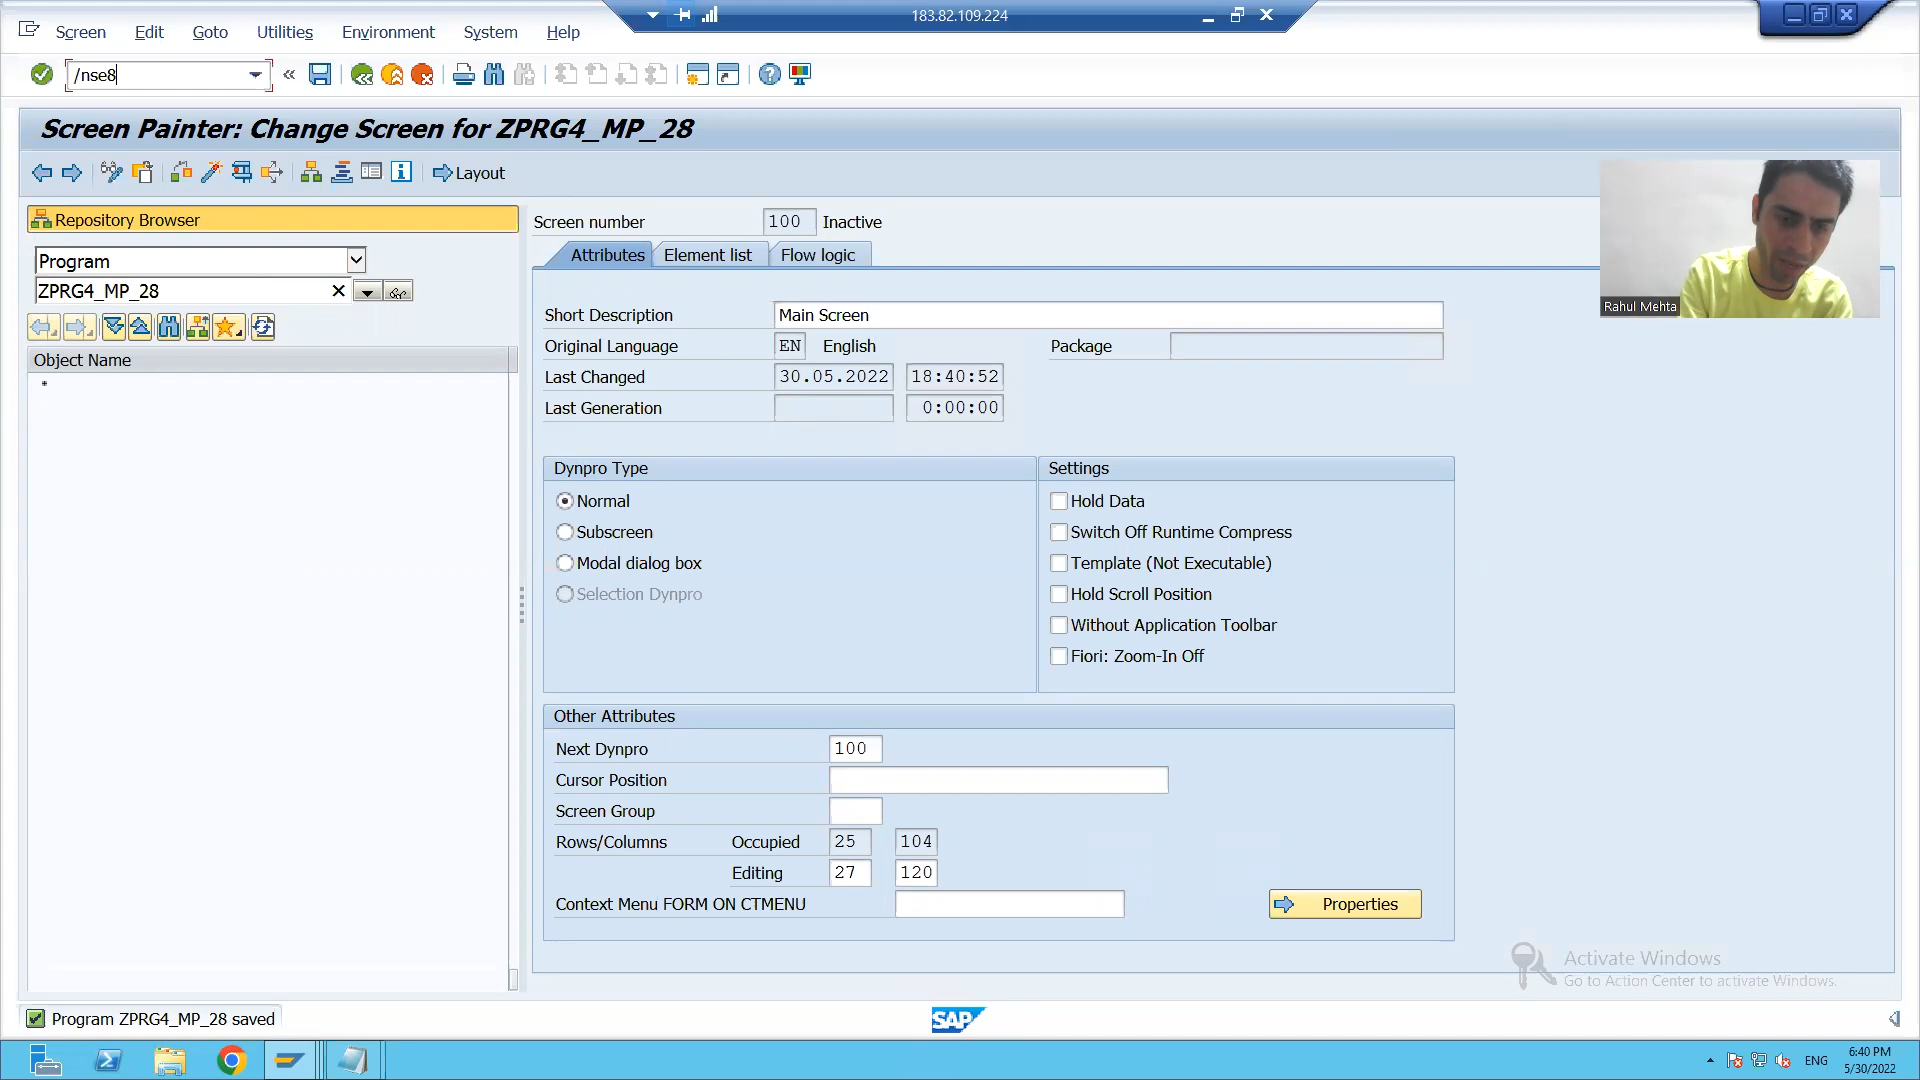 183.82.109.224
Screen Edit Goto Utilities Environment System Help
/nse8
Screen Painter: Change Screen for ZPRG4_MP_28
Layout
Repository Browser
Program
ZPRG4_MP_28
Object Name
Screen number 100 Inactive
Attributes Element list Flow logic
Short Description Main Screen
Original Language EN English Package
Last Changed 30.05.2022 18:40:52
Last Generation 0:00:00
Dynpro Type
Normal
Subscreen
Modal dialog box
Selection Dynpro
Settings
Hold Data
Switch Off Runtime Compress
Template (Not Executable)
Hold Scroll Position
Without Application Toolbar
Fiori: Zoom-In Off
Other Attributes
Next Dynpro 100
Cursor Position
Screen Group
Rows/Columns Occupied 25 104
Editing 27 120
Context Menu FORM ON CTMENU
Properties
Rahul Mehta
Activate Windows
Go to Action Center to activate Windows.
Program ZPRG4_MP_28 saved
SAP
ENG
6:40 PM
5/30/2022